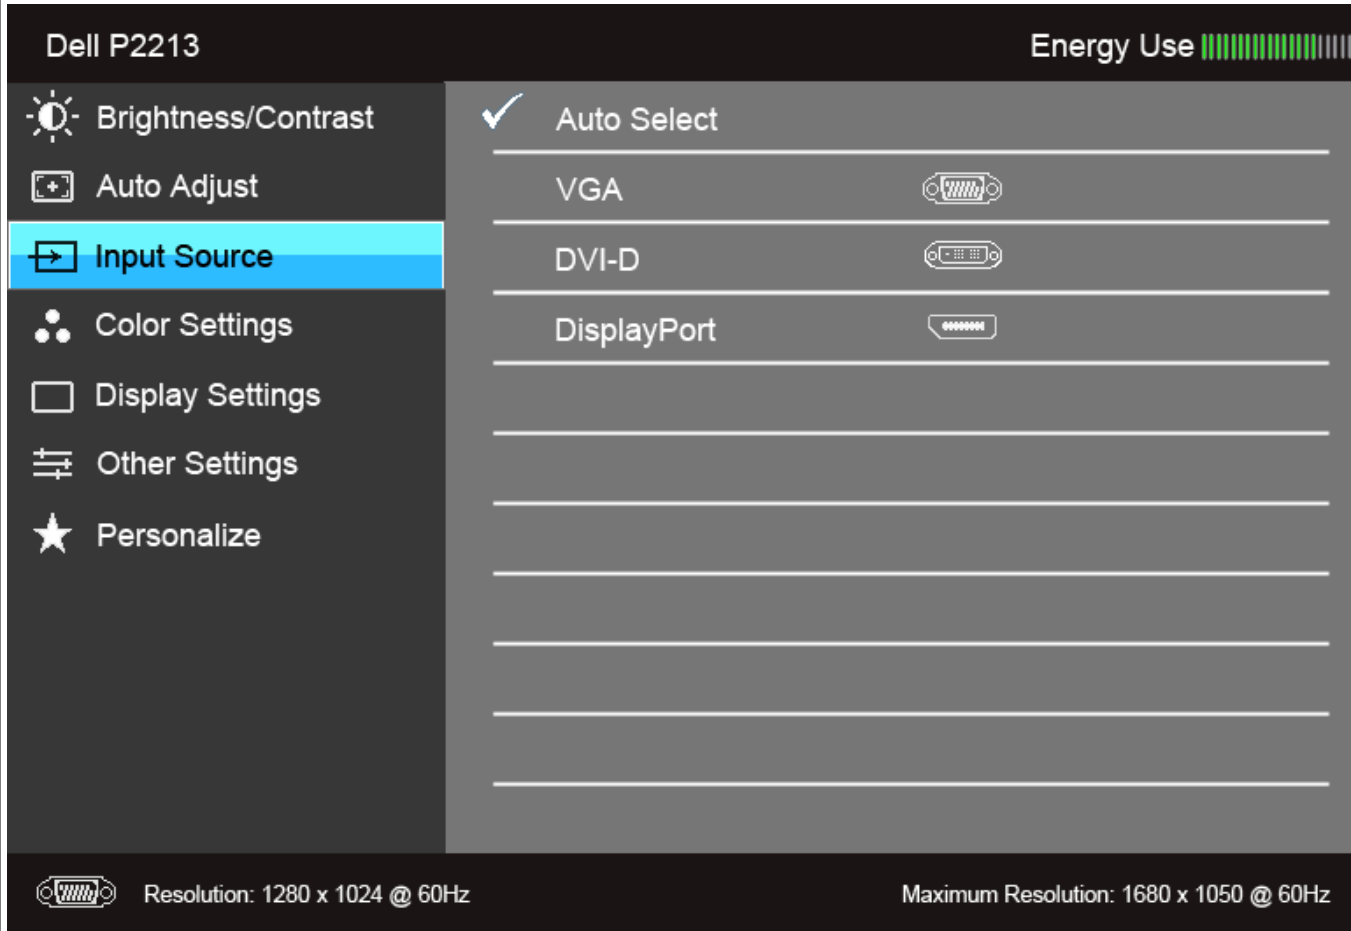 Dell P2213
Energy Use
Brightness/Contrast
Auto Adjust
Input Source
Color Settings
Display Settings
Other Settings
Personalize
Auto Select
VGA
DVI-D
DisplayPort
Resolution: 1280 x 1024 @ 60Hz
Maximum Resolution: 1680 x 1050 @ 60Hz